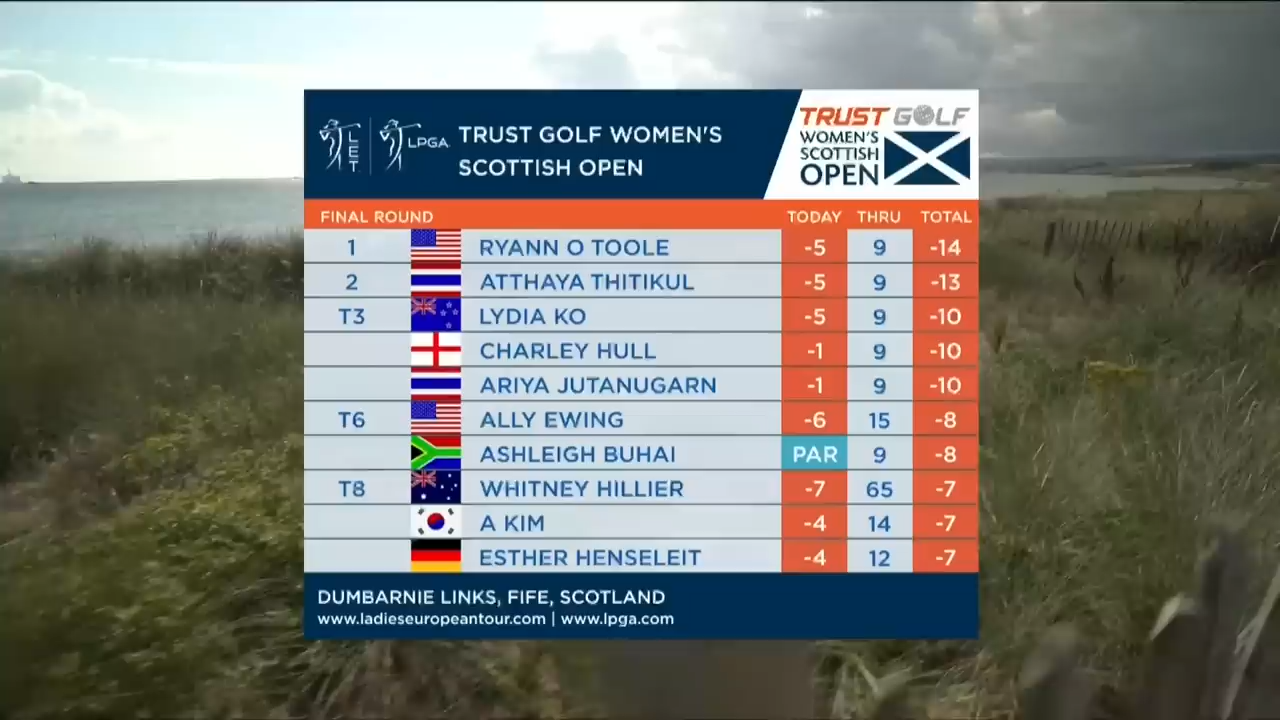 LET
LPGA
TRUST GOLF WOMEN'S
SCOTTISH OPEN
TRUST GOLF
WOMEN'S
SCOTTISH
OPEN
FINAL ROUND TODAY THRU TOTAL
1 RYANN O TOOLE -5 9 -14
2 ATTHAYA THITIKUL -5 9 -13
T3 LYDIA KO -5 9 -10
CHARLEY HULL -1 9 -10
ARIYA JUTANUGARN -1 9 -10
T6 ALLY EWING -6 15 -8
ASHLEIGH BUHAI PAR 9 -8
T8 WHITNEY HILLIER -7 65 -7
A KIM -4 14 -7
ESTHER HENSELEIT -4 12 -7
DUMBARNIE LINKS, FIFE, SCOTLAND
www.ladieseuropeantour.com | www.lpga.com